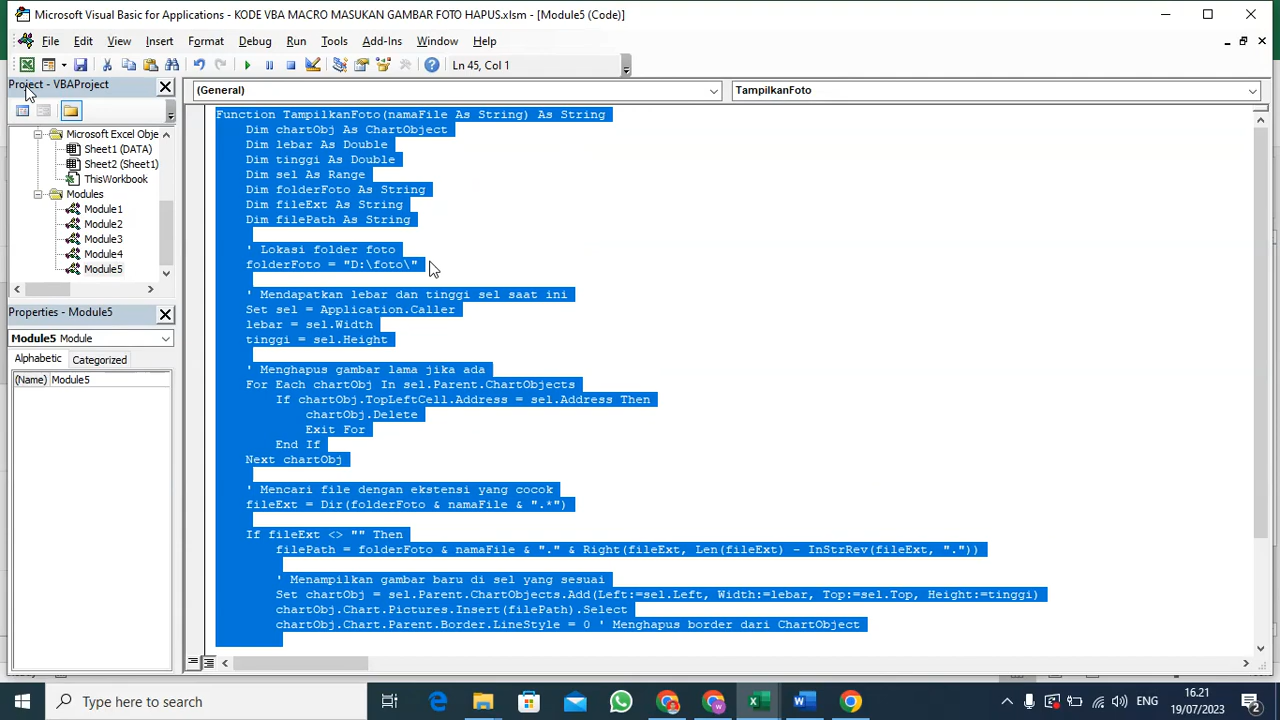 Microsoft Visual Basic for Applications - KODE VBA MACRO MASUKAN GAMBAR FOTO HAPUS.xlsm - [Module5 (Code)]
File Edit View Insert Format Debug Run Tools Add-Ins Window Help
Ln 45, Col 1
Project - VBAProject
(General)
TampilkanFoto
Microsoft Excel Obje
Sheet1 (DATA)
Sheet2 (Sheet1)
ThisWorkbook
Modules
Module1
Module2
Module3
Module4
Module5
Properties - Module5
Module5 Module
Alphabetic Categorized
(Name) Module5
Function TampilkanFoto(namaFile As String) As String
Dim chartObj As ChartObject
Dim lebar As Double
Dim tinggi As Double
Dim sel As Range
Dim folderFoto As String
Dim fileExt As String
Dim filePath As String
' Lokasi folder foto
folderFoto = "D:\foto\"
' Mendapatkan lebar dan tinggi sel saat ini
Set sel = Application.Caller
lebar = sel.Width
tinggi = sel.Height
' Menghapus gambar lama jika ada
For Each chartObj In sel.Parent.ChartObjects
If chartObj.TopLeftCell.Address = sel.Address Then
chartObj.Delete
Exit For
End If
Next chartObj
' Mencari file dengan ekstensi yang cocok
fileExt = Dir(folderFoto & namaFile & ".*")
If fileExt <> "" Then
filePath = folderFoto & namaFile & "." & Right(fileExt, Len(fileExt) - InStrRev(fileExt, "."))
' Menampilkan gambar baru di sel yang sesuai
Set chartObj = sel.Parent.ChartObjects.Add(Left:=sel.Left, Width:=lebar, Top:=sel.Top, Height:=tinggi)
chartObj.Chart.Pictures.Insert(filePath).Select
chartObj.Chart.Parent.Border.LineStyle = 0 ' Menghapus border dari ChartObject
Type here to search
ENG
16.21
19/07/2023
2